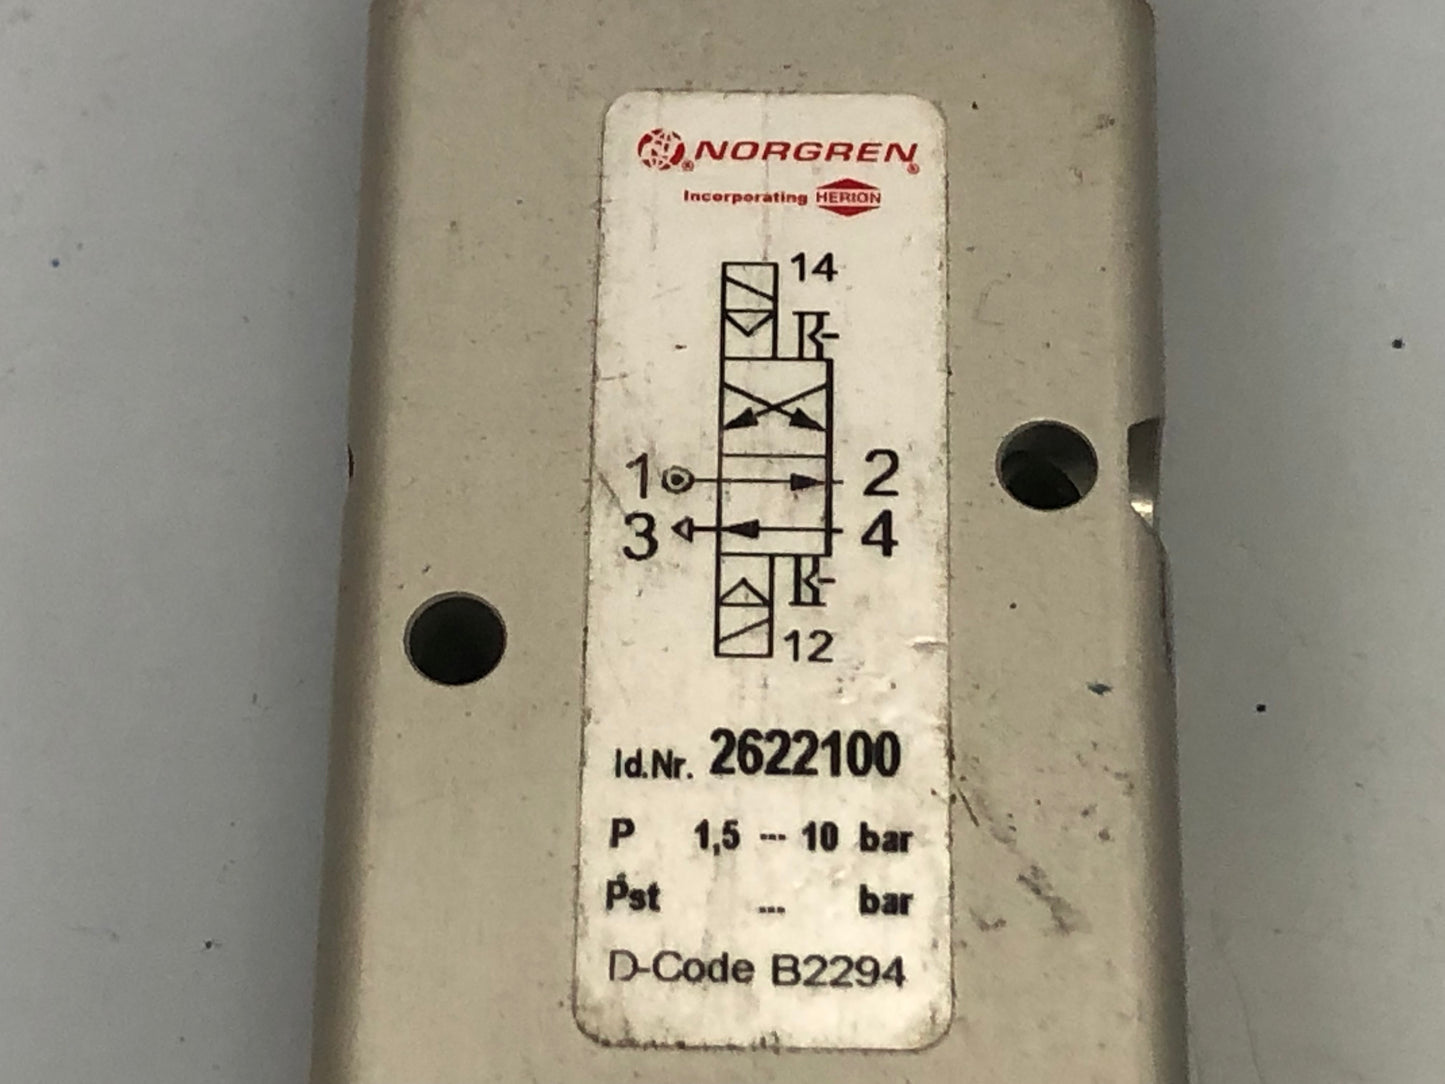 NORGREN
Incorporating HERION
14
1 2
3 4
12
Id.Nr. 2622100
P 1,5 --- 10 bar
Pst ... bar
D-Code B2294